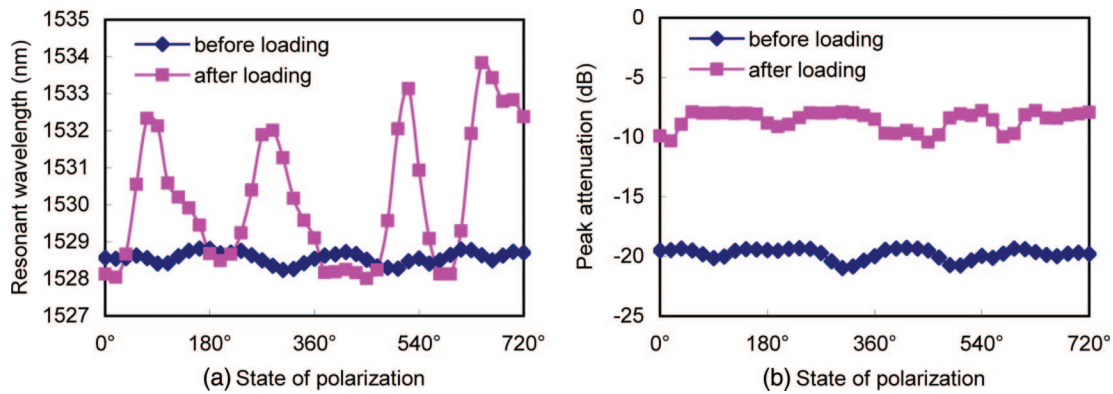 1535
1534
1533
1532
1531
1530
1529
1528
1527
Resonant wavelength (nm)
before loading
after loading
0° 180° 360° 540° 720°
(a) State of polarization
0
-5
-10
-15
-20
-25
Peak attenuation (dB)
before loading
after loading
0° 180° 360° 540° 720°
(b) State of polarization